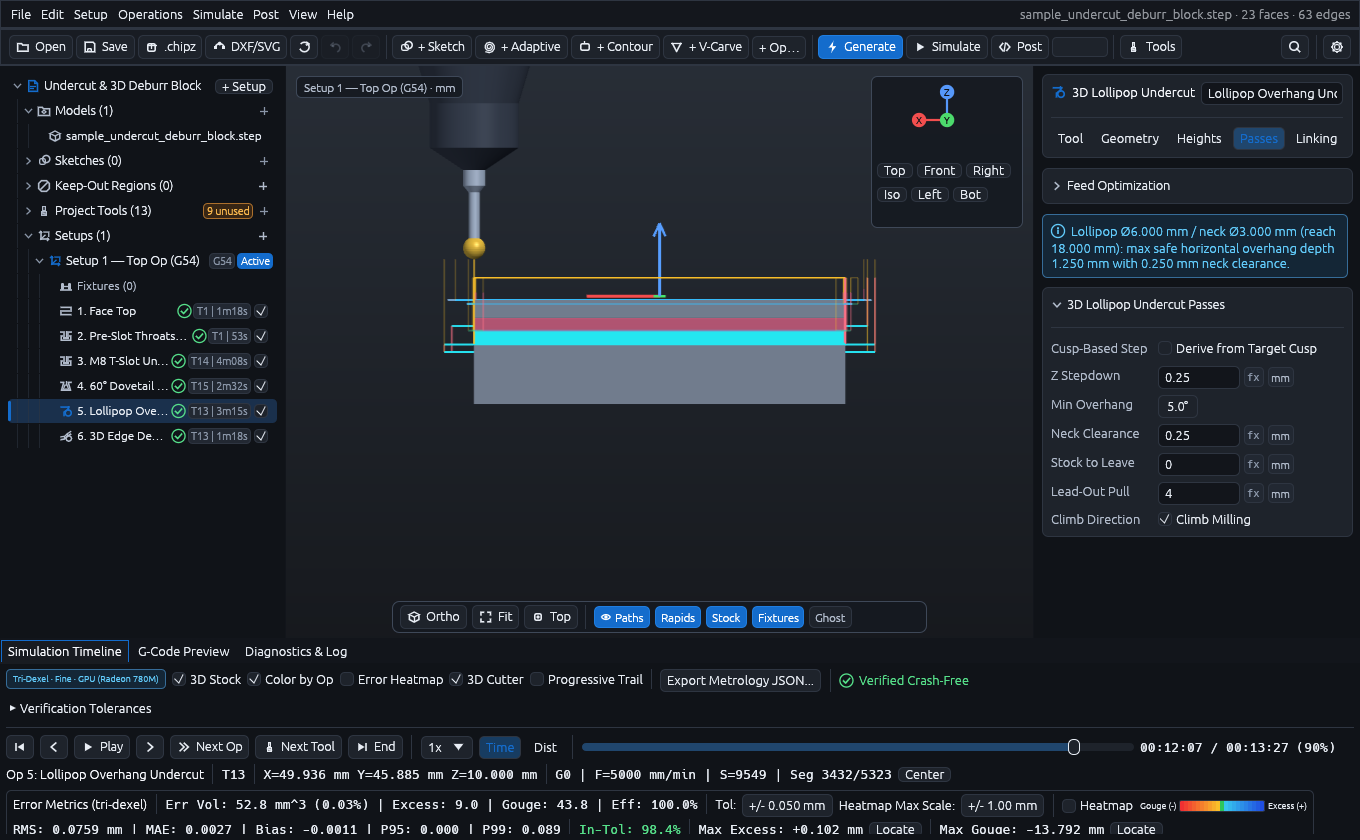 File Edit Setup Operations Simulate Post View Help
sample_undercut_deburr_block.step · 23 faces · 63 edges
Open Save .chipz DXF/SVG + Sketch + Adaptive + Contour + V-Carve + Op… Generate Simulate Post Tools
Undercut & 3D Deburr Block + Setup
Models (1) +
sample_undercut_deburr_block.step
Sketches (0) +
Keep-Out Regions (0) +
Project Tools (13) 9 unused +
Setups (1) +
Setup 1 — Top Op (G54) G54 Active
Fixtures (0)
1. Face Top T1 | 1m18s
2. Pre-Slot Throats… T1 | 53s
3. M8 T-Slot Un… T14 | 4m08s
4. 60° Dovetail … T15 | 2m32s
5. Lollipop Ove… T13 | 3m15s
6. 3D Edge De… T13 | 1m18s
Setup 1 — Top Op (G54) · mm
Z
X Y
Top Front Right
Iso Left Bot
Ortho Fit Top Paths Rapids Stock Fixtures Ghost
3D Lollipop Undercut Lollipop Overhang Und
Tool Geometry Heights Passes Linking
Feed Optimization
Lollipop Ø6.000 mm / neck Ø3.000 mm (reach
18.000 mm): max safe horizontal overhang depth
1.250 mm with 0.250 mm neck clearance.
3D Lollipop Undercut Passes
Cusp-Based Step Derive from Target Cusp
Z Stepdown 0.25 fx mm
Min Overhang 5.0°
Neck Clearance 0.25 fx mm
Stock to Leave 0 fx mm
Lead-Out Pull 4 fx mm
Climb Direction Climb Milling
Simulation Timeline G-Code Preview Diagnostics & Log
Tri-Dexel · Fine · GPU (Radeon 780M) 3D Stock Color by Op Error Heatmap 3D Cutter Progressive Trail Export Metrology JSON... Verified Crash-Free
Verification Tolerances
Play Next Op Next Tool End 1x Time Dist 00:12:07 / 00:13:27 (90%)
Op 5: Lollipop Overhang Undercut T13 X=49.936 mm Y=45.885 mm Z=10.000 mm G0 | F=5000 mm/min | S=9549 | Seg 3432/5323 Center
Error Metrics (tri-dexel) Err Vol: 52.8 mm^3 (0.03%) | Excess: 9.0 | Gouge: 43.8 | Eff: 100.0% Tol: +/- 0.050 mm Heatmap Max Scale: +/- 1.00 mm Heatmap Gouge (-) Excess (+)
RMS: 0.0759 mm | MAE: 0.0027 | Bias: -0.0011 | P95: 0.000 | P99: 0.089 In-Tol: 98.4% Max Excess: +0.102 mm Locate Max Gouge: -13.792 mm Locate